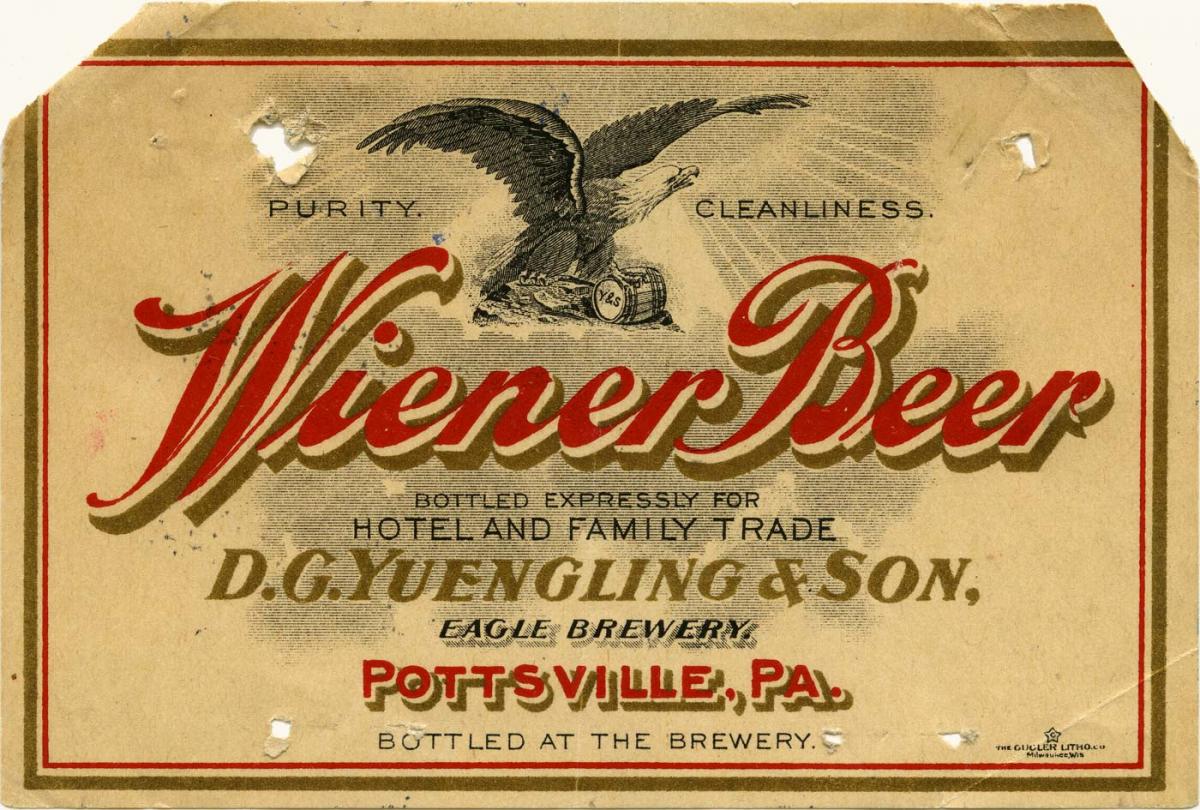 PURITY. CLEANLINESS.
Y&S
Wiener Beer
BOTTLED EXPRESSLY FOR
HOTEL AND FAMILY TRADE
D.G. YUENGLING & SON,
EAGLE BREWERY.
POTTSVILLE, PA.
BOTTLED AT THE BREWERY.
G
THE GUGLER LITHO. CO
Milwaukee, Wis